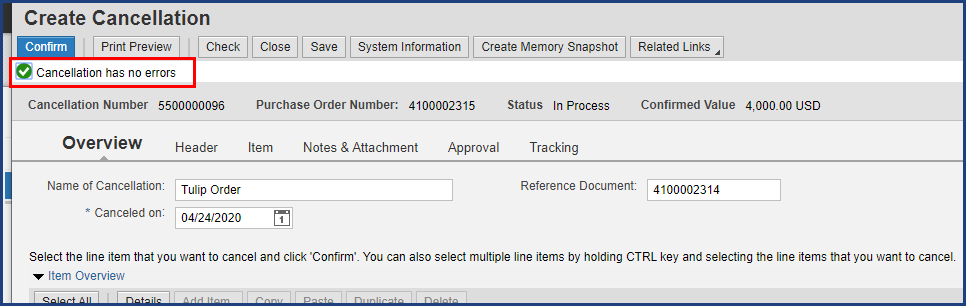 Create Cancellation
Confirm Print Preview Check Close Save System Information Create Memory Snapshot Related Links
Cancellation has no errors
Cancellation Number 5500000096 Purchase Order Number: 4100002315 Status In Process Confirmed Value 4,000.00 USD
Overview Header Item Notes & Attachment Approval Tracking
Name of Cancellation: Tulip Order Reference Document: 4100002314
* Canceled on: 04/24/2020 1
Select the line item that you want to cancel and click 'Confirm'. You can also select multiple line items by holding CTRL key and selecting the line items that you want to cancel.
Item Overview
Select All Details Add Item Copy Paste Duplicate Delete